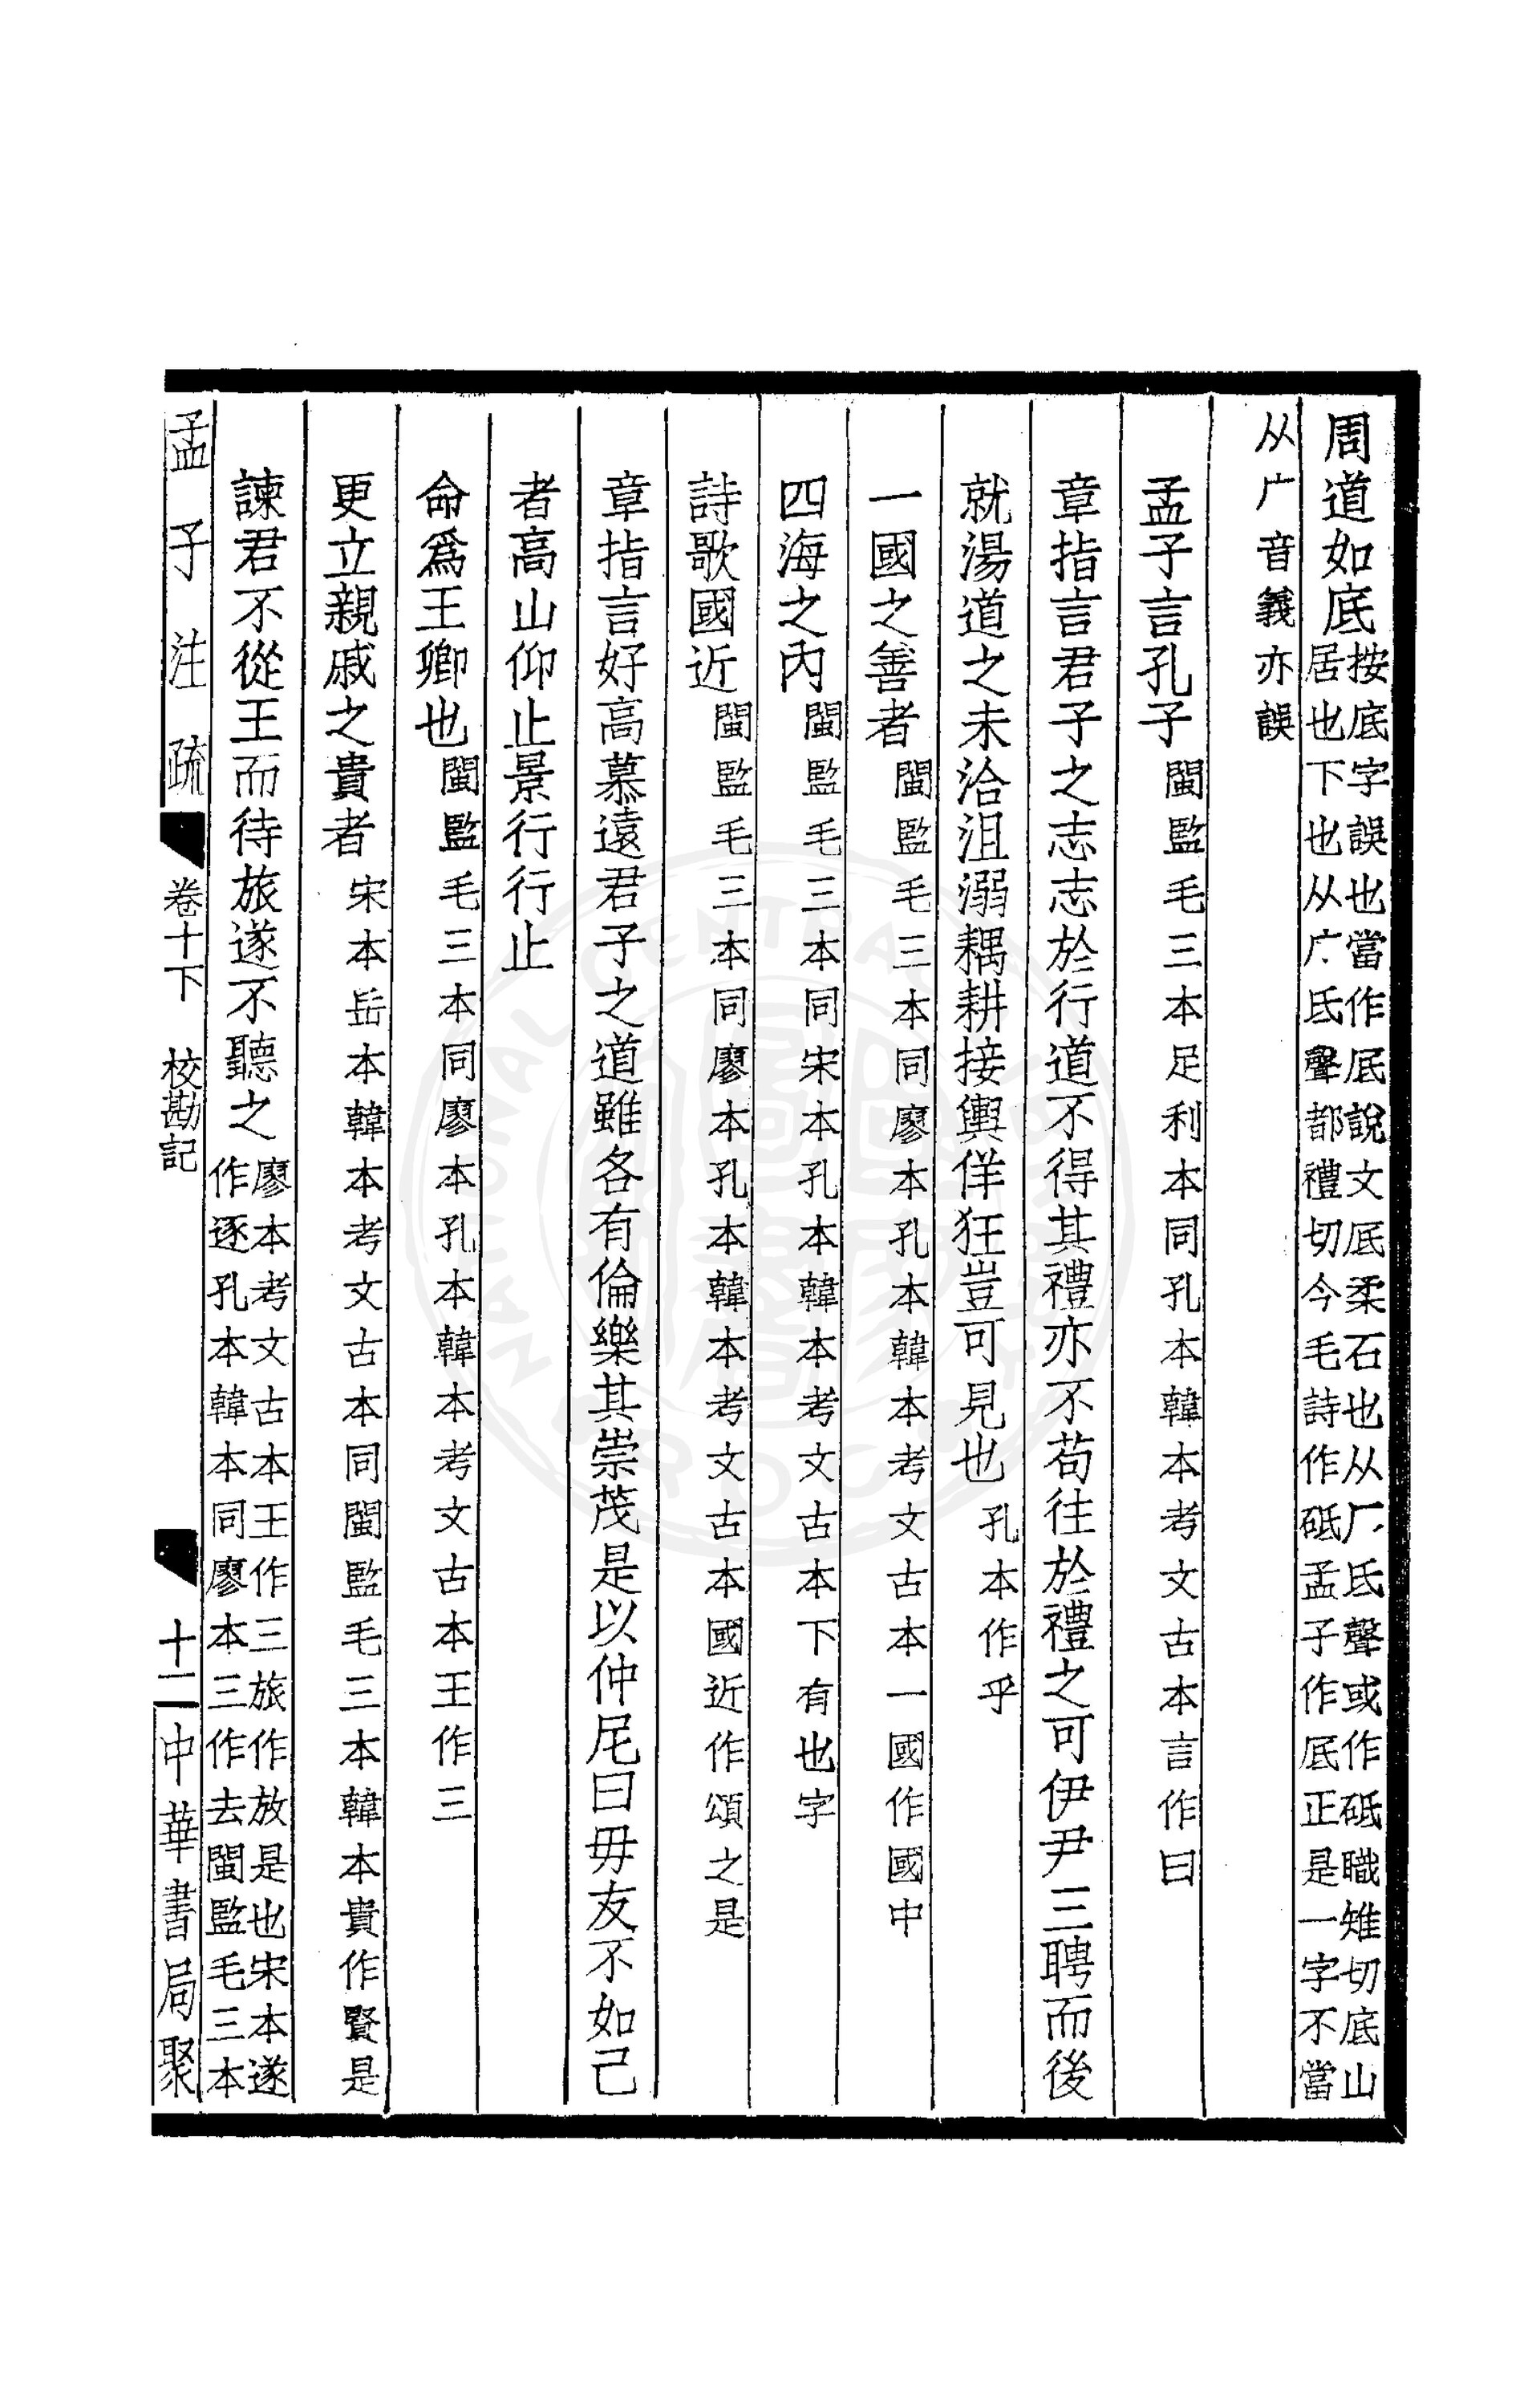 周道如底按底字誤也當作厎說文厎柔石也从厂氐聲或作砥職雉切底山
居也下也从广氐聲都禮切今毛詩作砥孟子作厎正是一字不當
从广音義亦誤
孟子言孔子閩監毛三本足利本同孔本韓本考文古本言作曰
章指言君子之志志於行道不得其禮亦不苟往於禮之可伊尹三聘而後
就湯道之未洽沮溺耦耕接輿佯狂豈可見也孔本作乎
一國之善者閩監毛三本同廖本孔本韓本考文古本一國作國中
四海之內閩監毛三本同宋本孔本韓本考文古本下有也字
詩歌國近閩監毛三本同廖本孔本韓本考文古本國近作頌之是
章指言好高慕遠君子之道雖各有倫樂其崇茂是以仲尼曰毋友不如己
者高山仰止景行行止
命爲王卿也閩監毛三本同廖本孔本韓本考文古本王作三
更立親戚之貴者宋本岳本韓本考文古本同閩監毛三本韓本貴作賢是
諫君不從王而待旅遂不聽之廖本考文古本王作三旅作放是也宋本遂
作逐孔本韓本同廖本三作去閩監毛三本
孟子注疏 卷十下 校勘記 十二 中華書局聚
NATIONAL CENTRAL LIBRARY R.O.C.